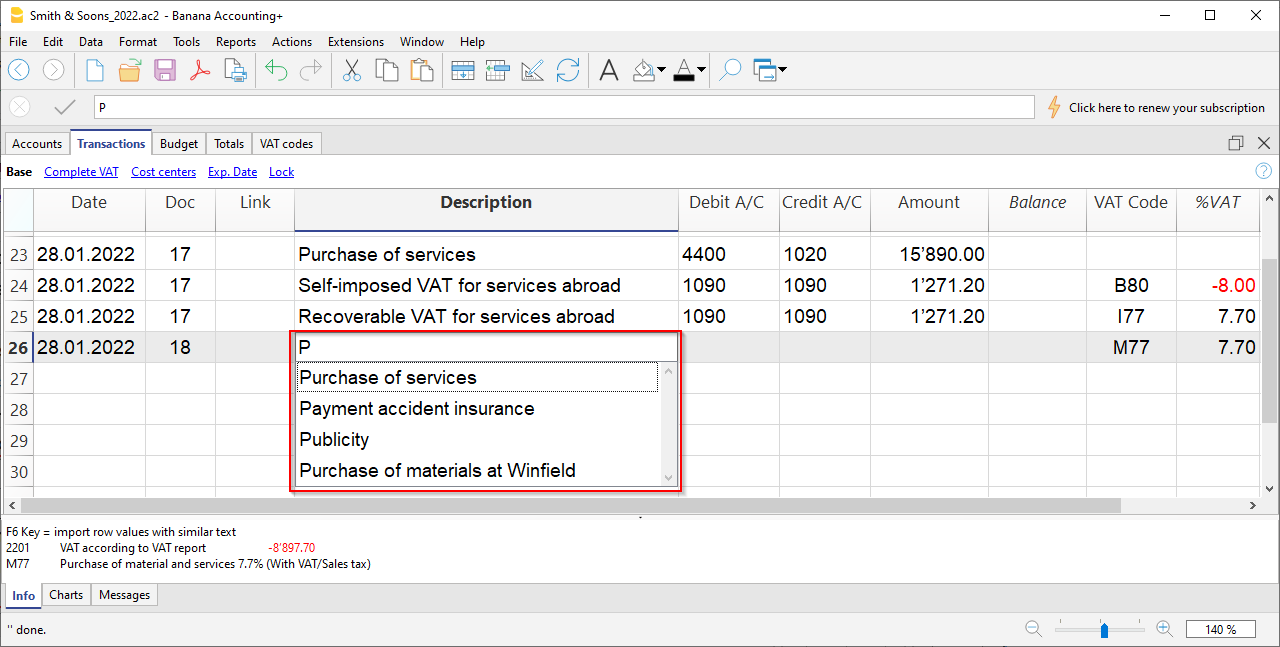 Smith & Soons_2022.ac2 - Banana Accounting+
File Edit Data Format Tools Reports Actions Extensions Window Help
P
Click here to renew your subscription
Accounts Transactions Budget Totals VAT codes
Base Complete VAT Cost centers Exp. Date Lock
?
Date Doc Link Description Debit A/C Credit A/C Amount Balance VAT Code %VAT
23 28.01.2022 17 Purchase of services 4400 1020 15’890.00
24 28.01.2022 17 Self-imposed VAT for services abroad 1090 1090 1’271.20 B80 -8.00
25 28.01.2022 17 Recoverable VAT for services abroad 1090 1090 1’271.20 I77 7.70
26 28.01.2022 18 P M77 7.70
27 Purchase of services
28 Payment accident insurance
29 Publicity
30 Purchase of materials at Winfield
F6 Key = import row values with similar text
2201 VAT according to VAT report -8’897.70
M77 Purchase of material and services 7.7% (With VAT/Sales tax)
Info Charts Messages
'' done.
140 %